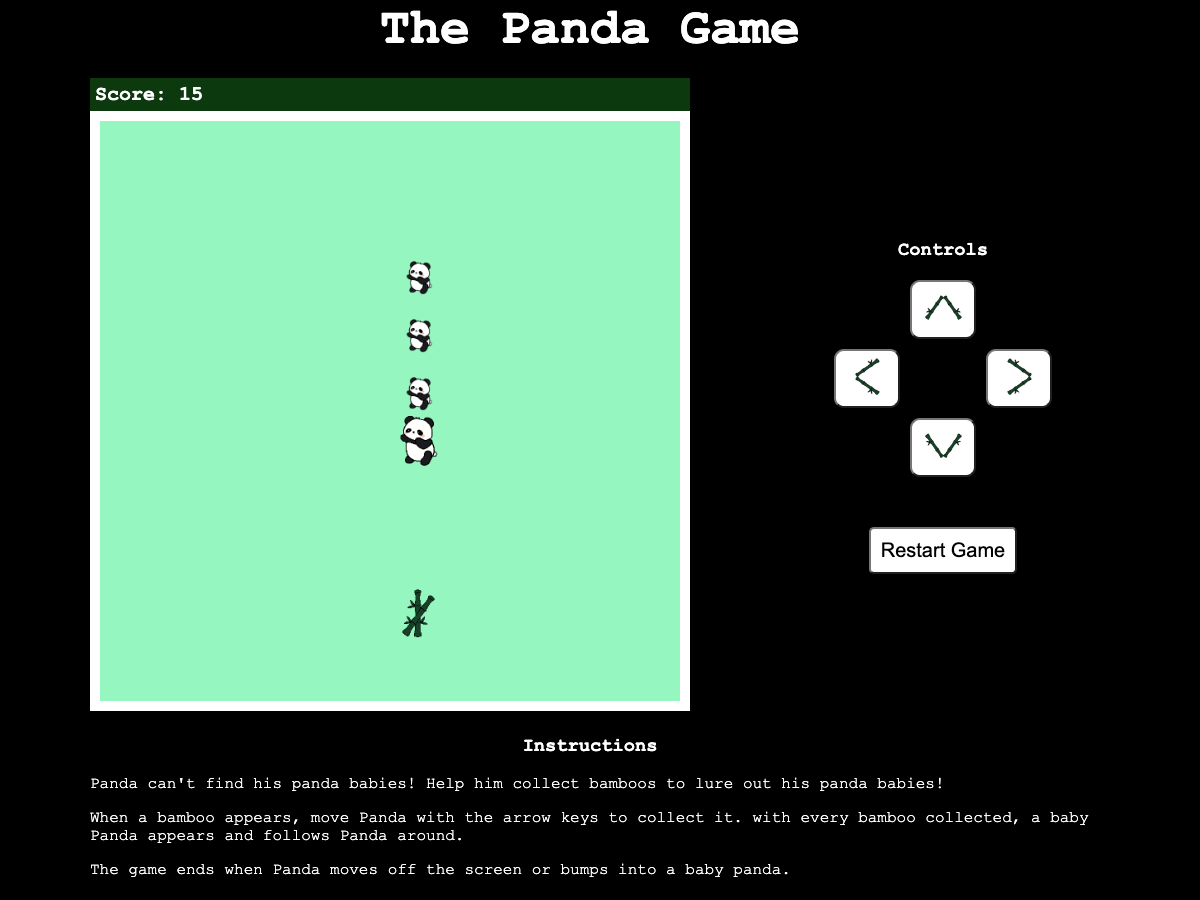 The Panda Game
Score: 15
Controls
Restart Game
Instructions
Panda can't find his panda babies! Help him collect bamboos to lure out his panda babies!
When a bamboo appears, move Panda with the arrow keys to collect it. with every bamboo collected, a baby
Panda appears and follows Panda around.
The game ends when Panda moves off the screen or bumps into a baby panda.